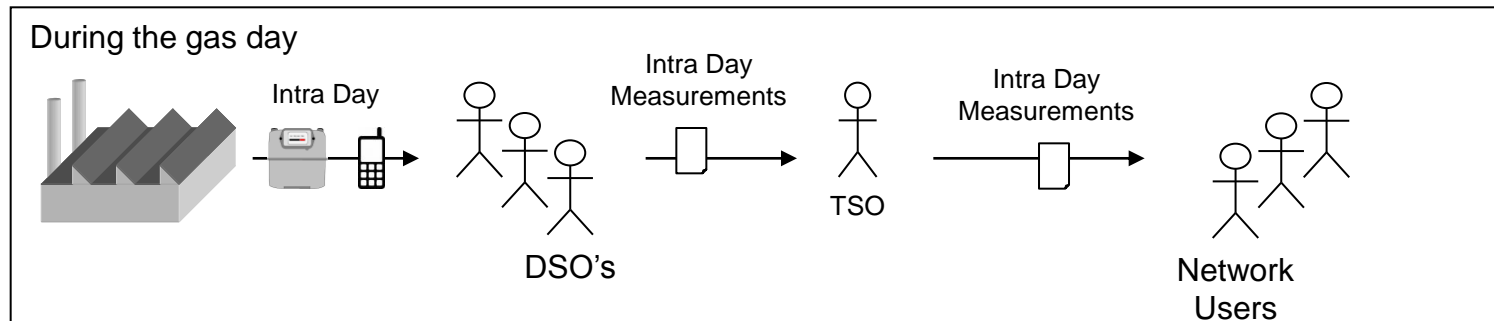 During the gas day
Intra Day
Intra Day
Measurements
Intra Day
Measurements
TSO
DSO's
Network
Users